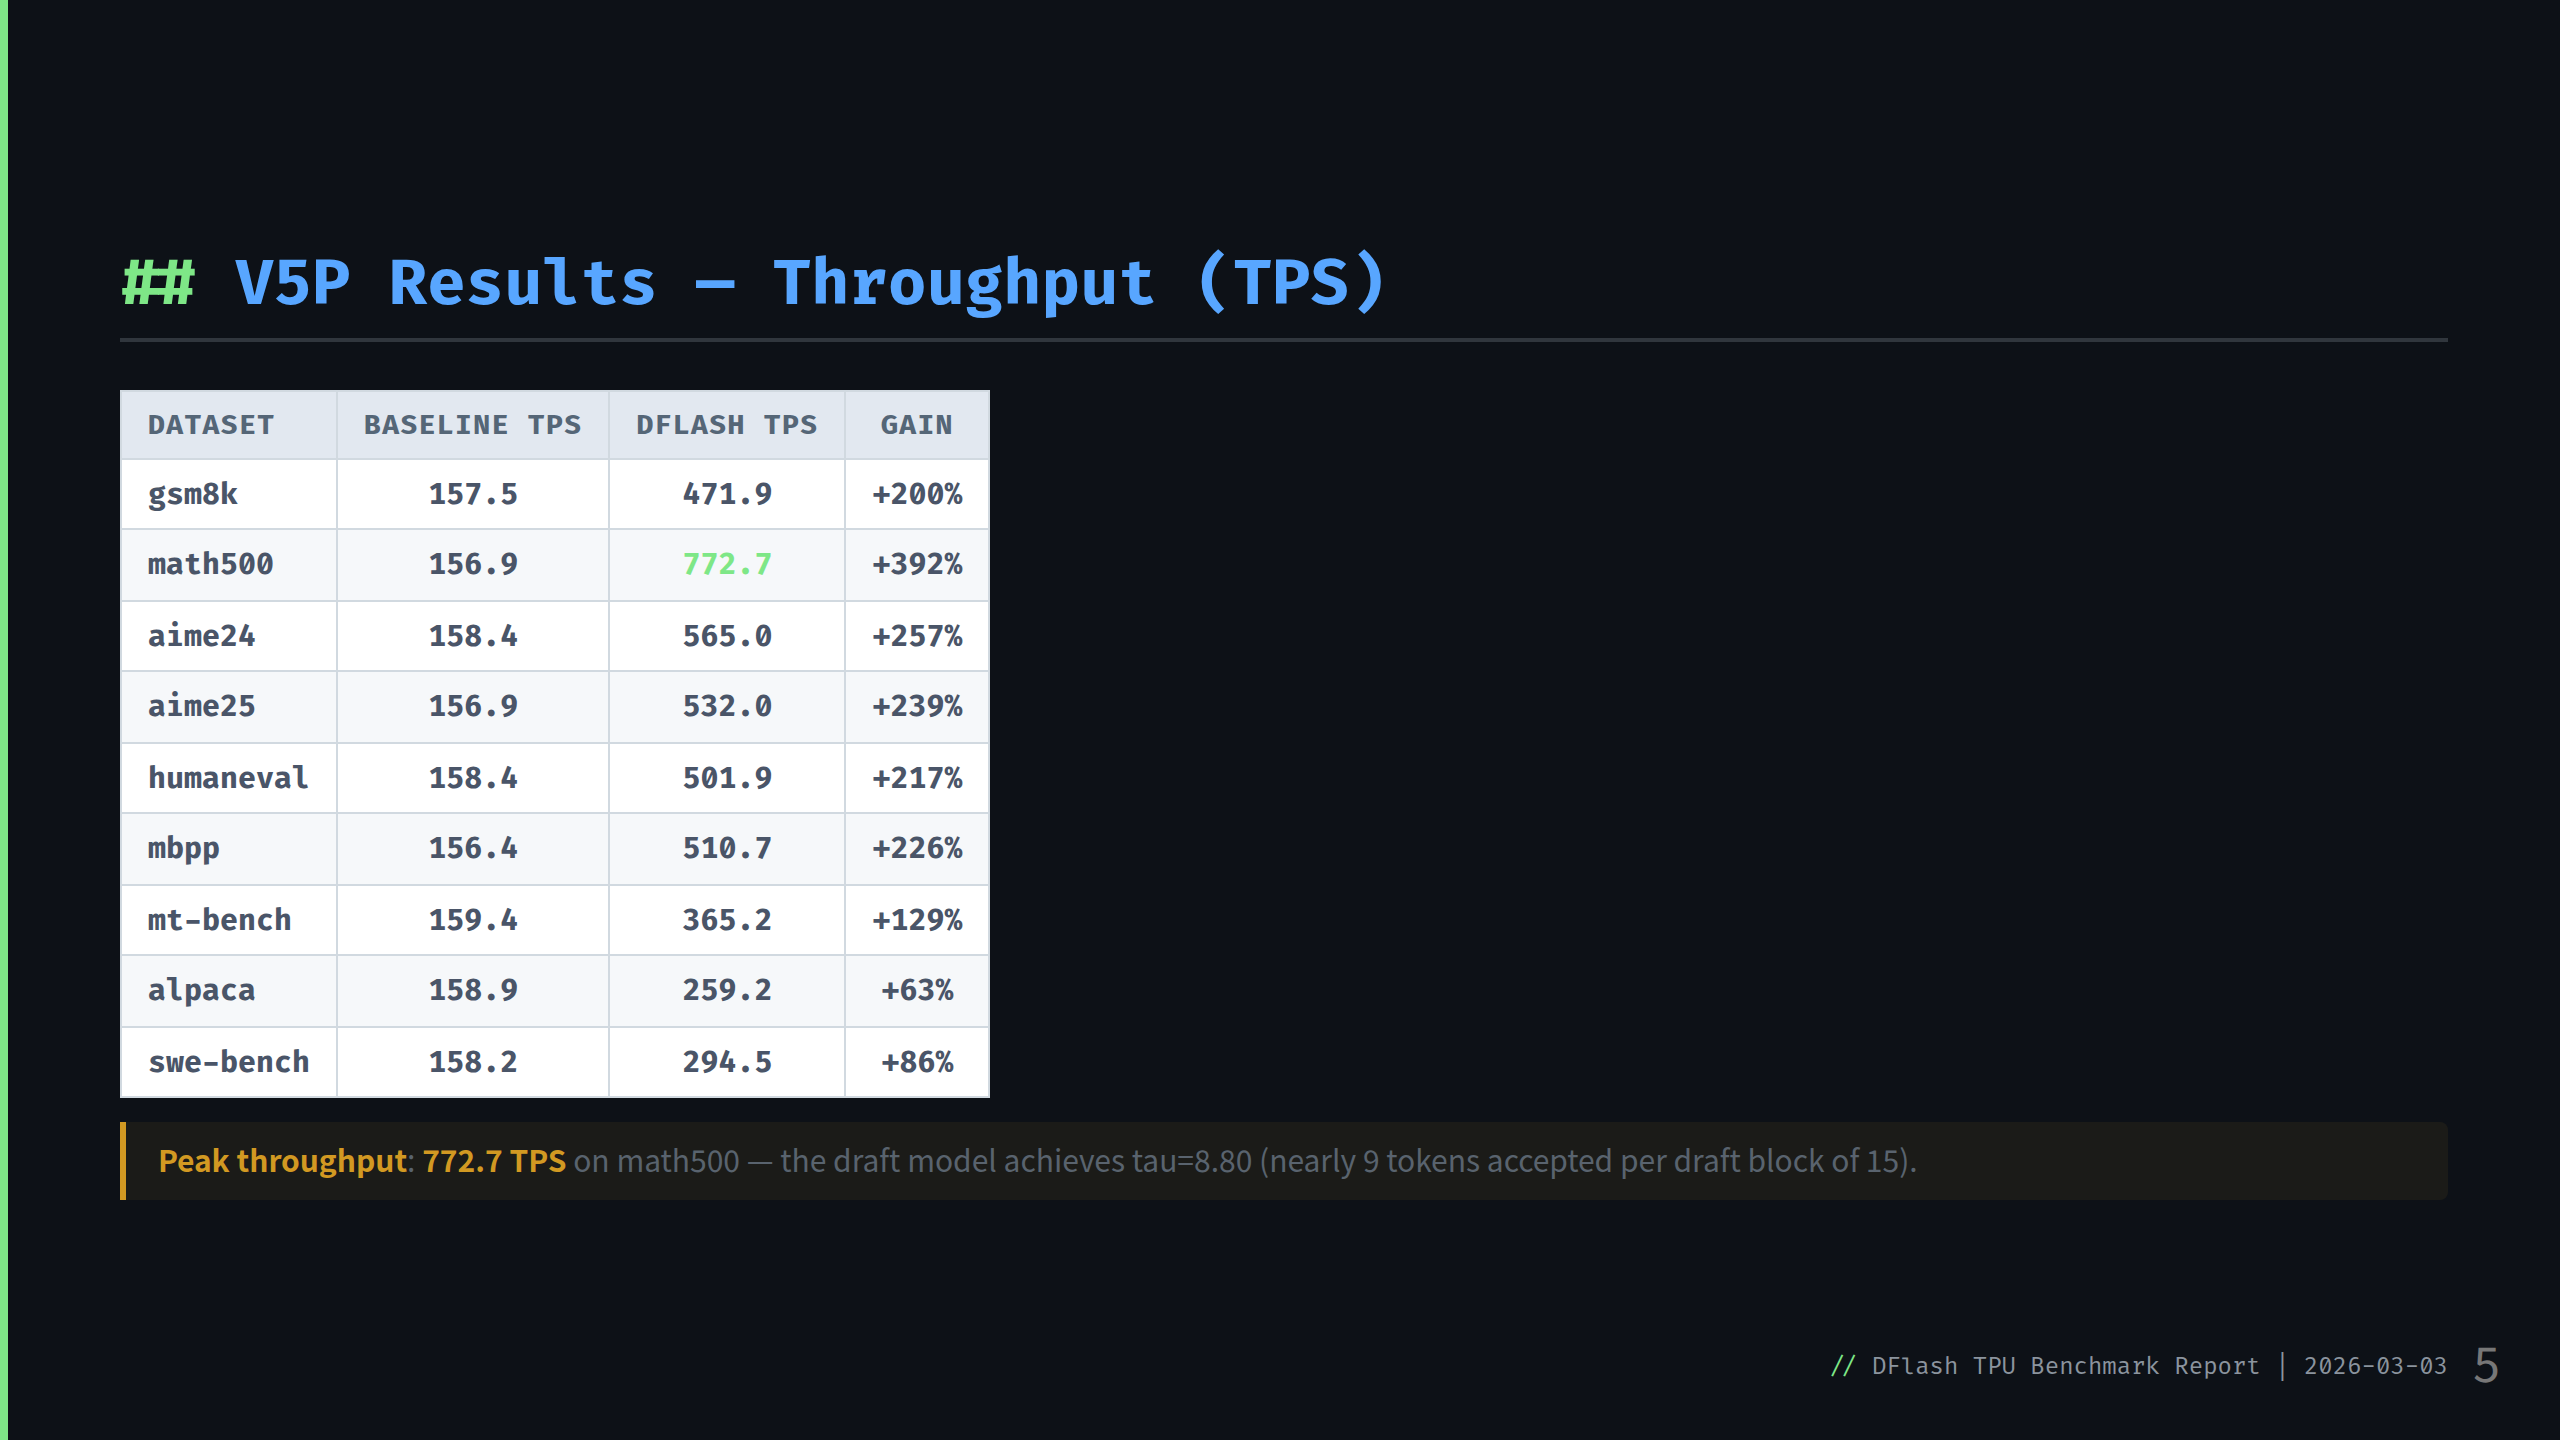 ## V5P Results — Throughput (TPS)
DATASET BASELINE TPS DFLASH TPS GAIN
gsm8k 157.5 471.9 +200%
math500 156.9 772.7 +392%
aime24 158.4 565.0 +257%
aime25 156.9 532.0 +239%
humaneval 158.4 501.9 +217%
mbpp 156.4 510.7 +226%
mt-bench 159.4 365.2 +129%
alpaca 158.9 259.2 +63%
swe-bench 158.2 294.5 +86%
Peak throughput: 772.7 TPS on math500 — the draft model achieves tau=8.80 (nearly 9 tokens accepted per draft block of 15).
// DFlash TPU Benchmark Report | 2026-03-03 5